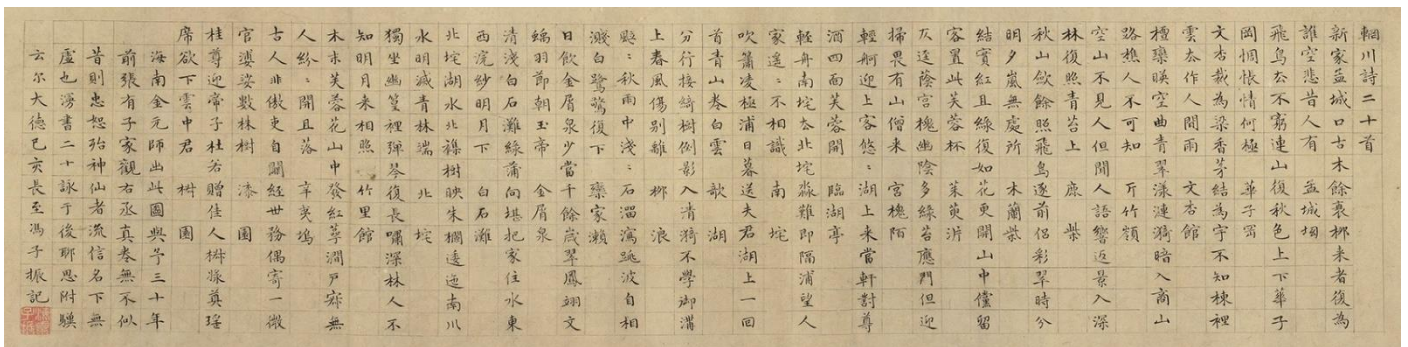 輞川詩二十首
新家孟城口古木餘衰柳来者復為
誰空悲昔人有 孟城坳
飛鳥去不窮連山復秋色上下華子
岡惆悵情何極 華子岡
文杏裁為梁香茅結為宇不知棟裡
雲去作人間雨 文杏館
檀欒暎空曲青翠漾漣漪暗入商山
路樵人不可知 斤竹嶺
空山不見人但聞人語響返景入深
林復照青苔上 鹿柴
秋山歛餘照飛鳥逐前侶彩翠時分
明夕嵐無處所 木蘭柴
結實紅且綠復如花更開山中儻留
客置此芙蓉杯 茱萸沜
仄逕蔭宮槐幽陰多綠苔應門但迎
掃畏有山僧来 宮槐陌
輕舸迎上客悠〻湖上来當軒對尊
酒四面芙蓉開 臨湖亭
輕舟南垞去北垞淼難即隔浦望人
家遥〻不相識 南垞
吹簫凌極浦日暮送夫君湖上一回
首青山卷白雲 欹湖
分行接綺樹倒影入清漪不學御溝
上春風傷别離 柳浪
颭〻秋雨中淺〻石溜瀉跳波自相
濺白鷺驚復下 欒家瀨
日飲金屑泉少當千餘歲翠鳳翊文
螭羽節朝玉帝 金屑泉
清淺白石灘綠蒲向堪把家住水東
西浣紗明月下 白石灘
北垞湖水北雜樹映朱欄逶迤南川
水明滅青林端 北垞
獨坐幽篁裡彈琴復長嘯深林人不
知明月来相照 竹里館
木末芙蓉花山中發紅萼澗戶寂無
人紛〻開且落 辛夷塢
古人非傲吏自闕經世務偶寄一微
官婆娑數株樹 漆園
桂尊迎帝子杜若贈佳人椒漿奠瑶
席欲下雲中君 椒園
海南金元師出此圖與予三十年
前張有子家觀右丞真卷無不似
昔則忠恕殆神仙者流信名下無
虛也湧書二十詠于後聊思附驥
云尔大德己亥長至馮子振記